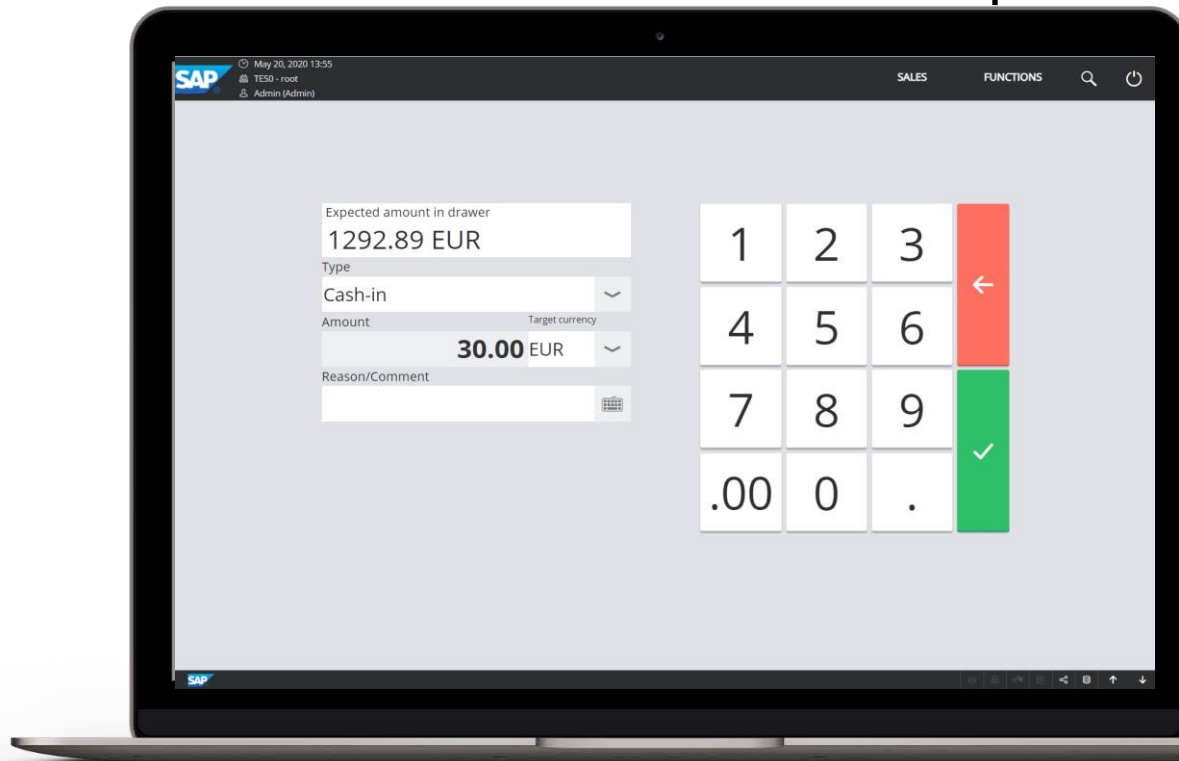 SAP
May 20, 2020 13:55
TES0 - root
Admin (Admin)
SALES
FUNCTIONS
Expected amount in drawer
1292.89 EUR
Type
Cash-in
Amount
Target currency
30.00 EUR
Reason/Comment
1 2 3
4 5 6
7 8 9
.00 0 .
SAP